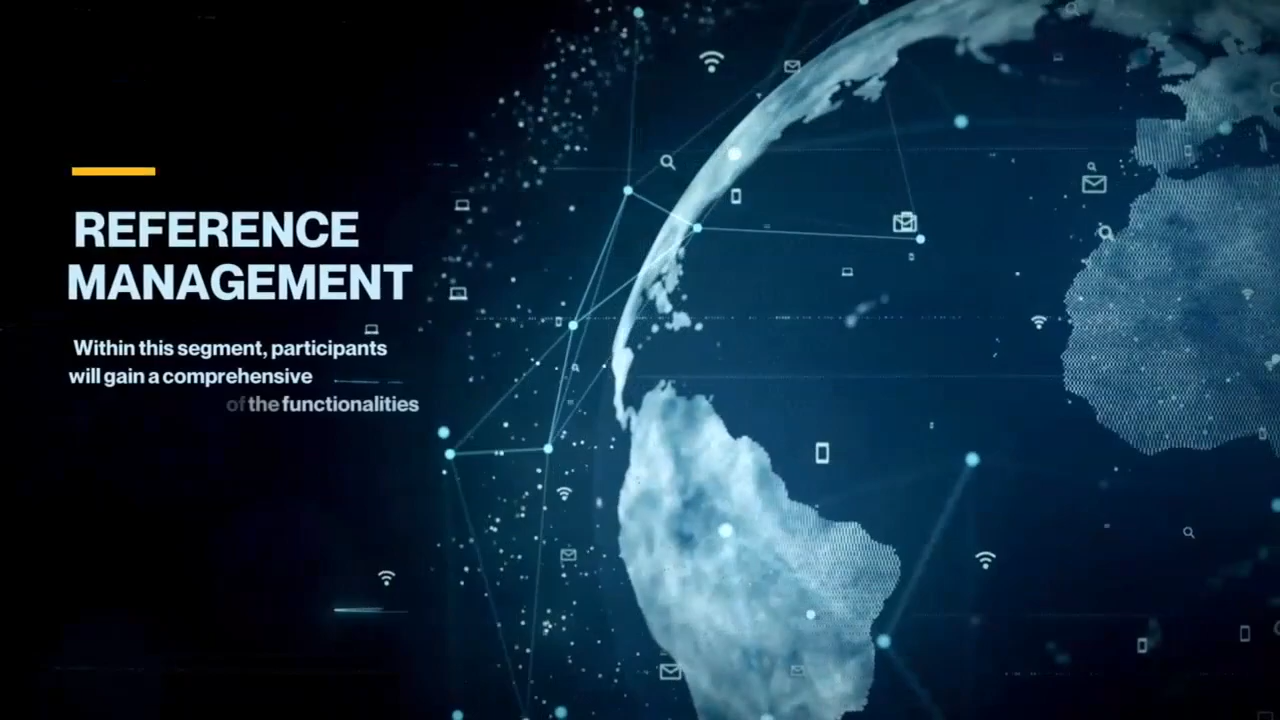 REFERENCE
MANAGEMENT
Within this segment, participants
will gain a comprehensive
of the functionalities